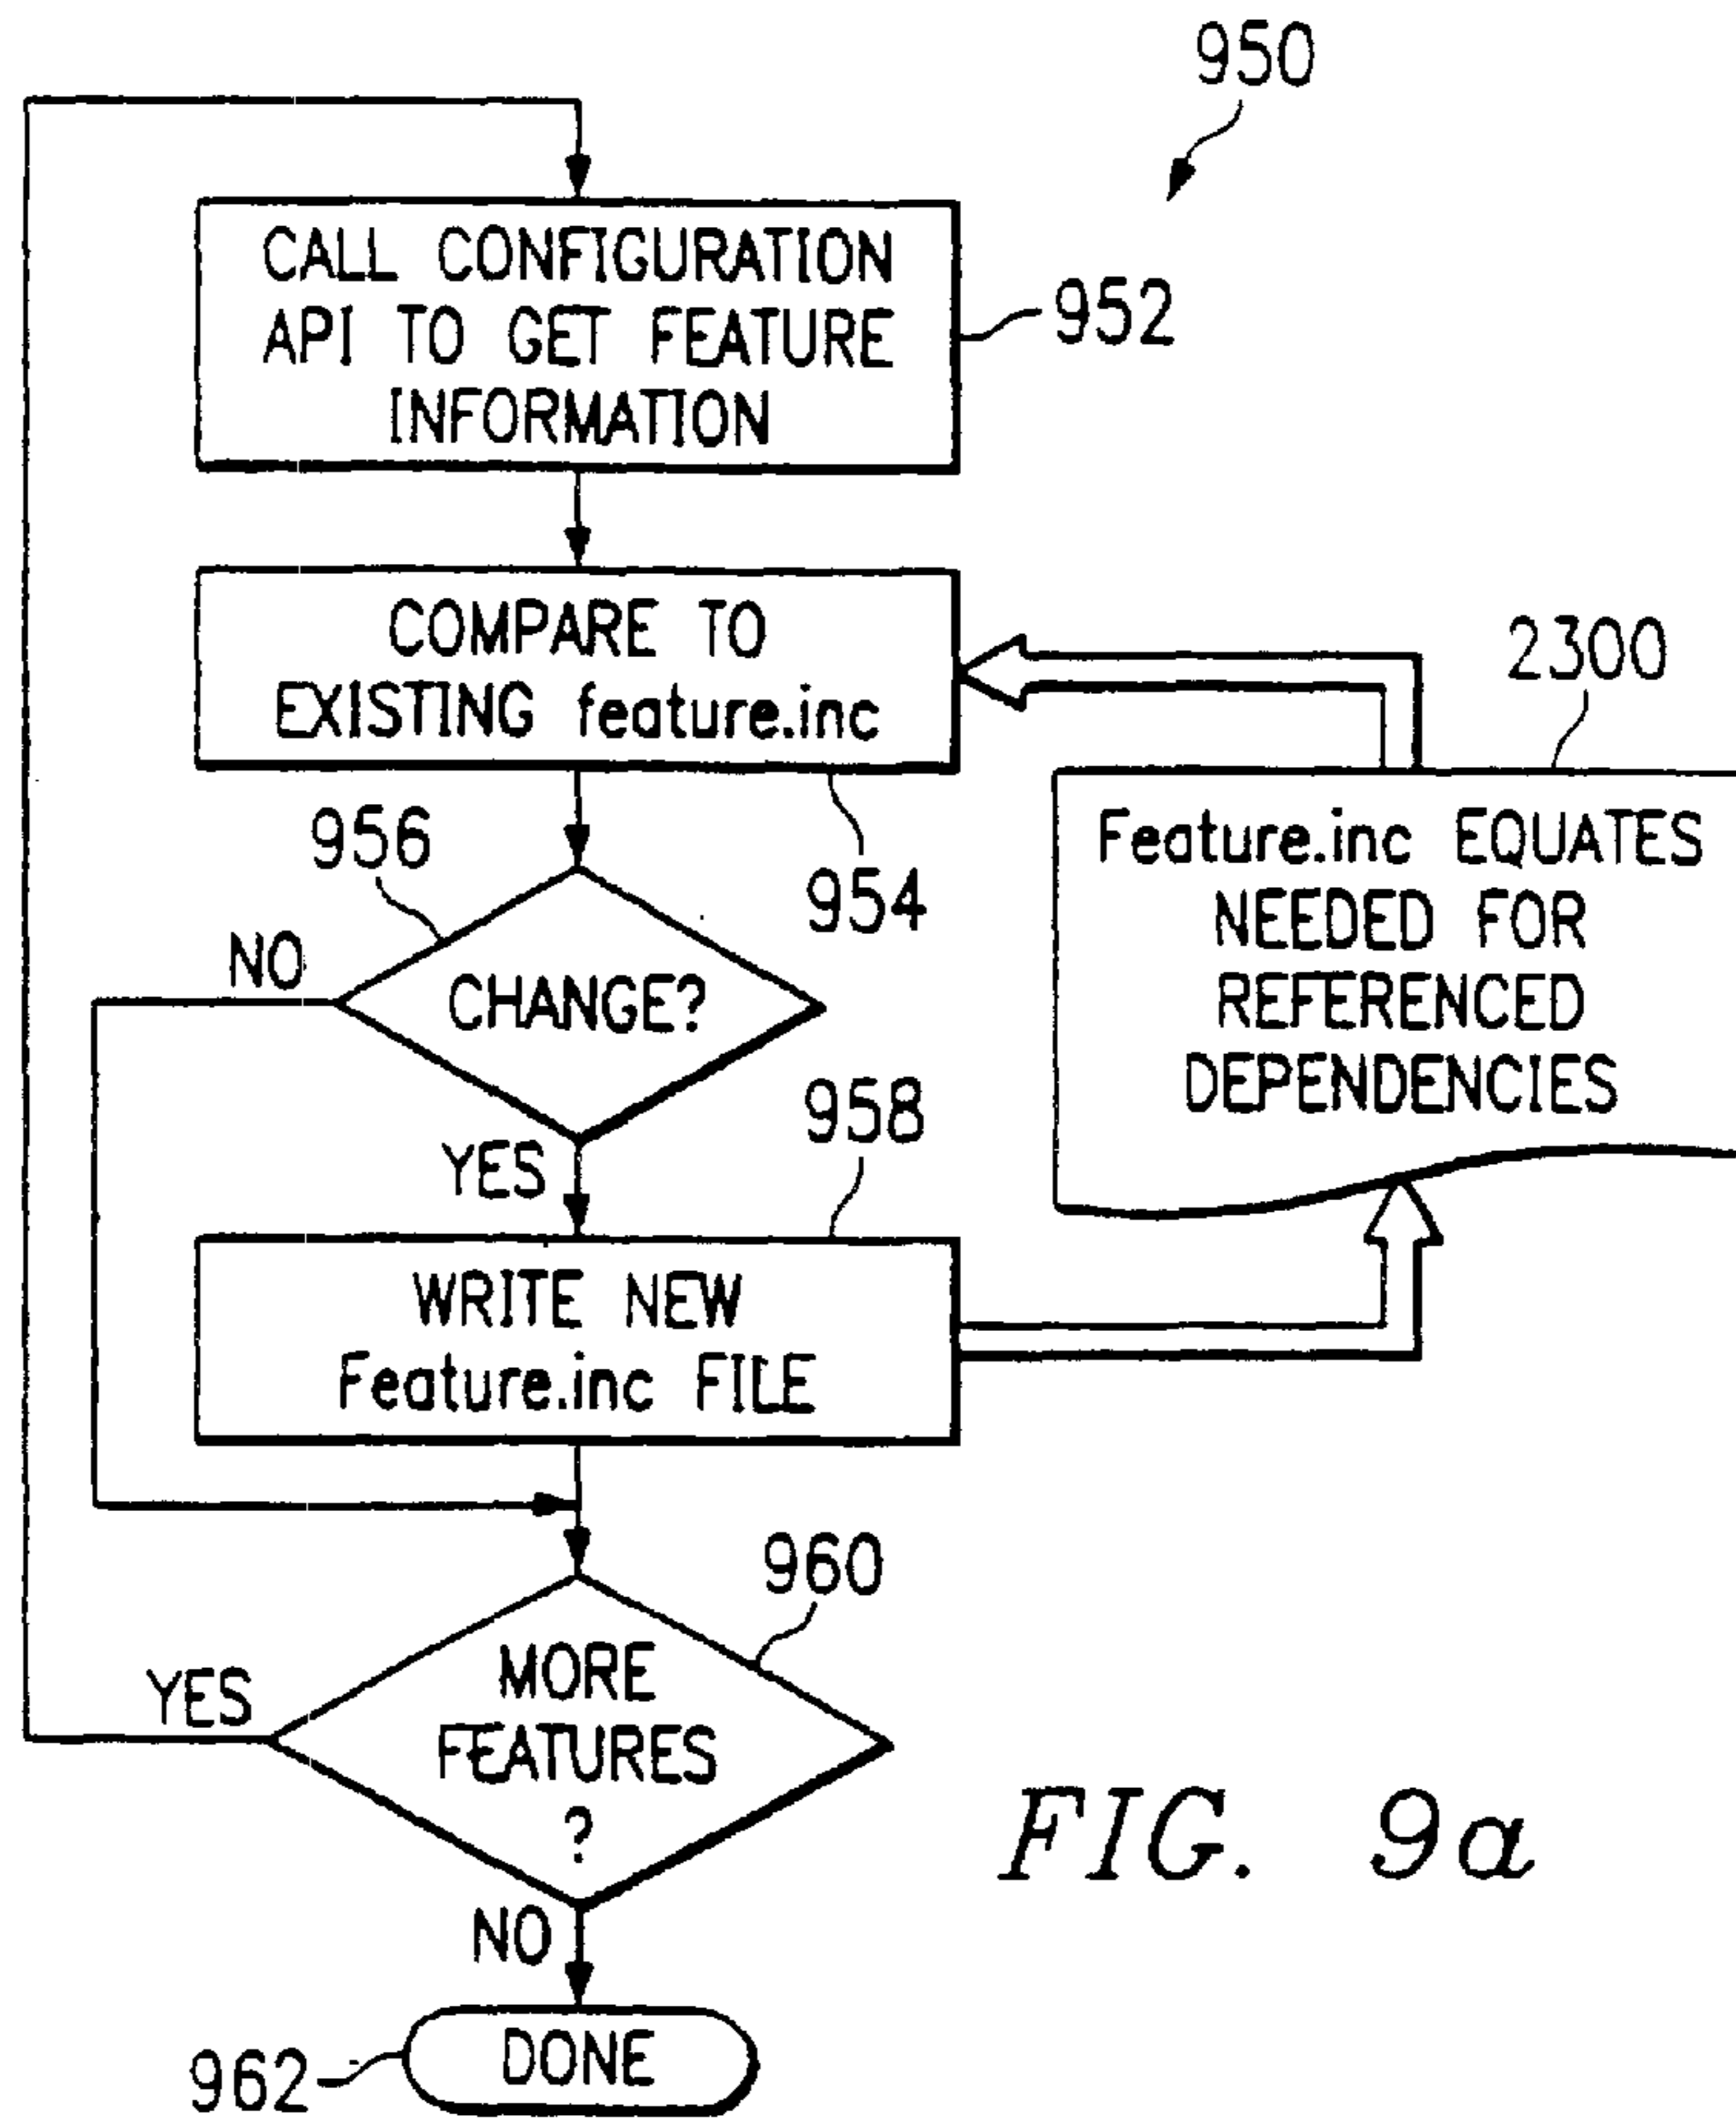 950
CALL CONFIGURATION
API TO GET FEATURE
INFORMATION
952
COMPARE TO
EXISTING feature.inc
954
2300
Feature.inc EQUATES
NEEDED FOR
REFERENCED
DEPENDENCIES
956
NO
CHANGE?
YES
958
WRITE NEW
Feature.inc FILE
960
YES
MORE
FEATURES
?
NO
DONE
962
FIG. 9a